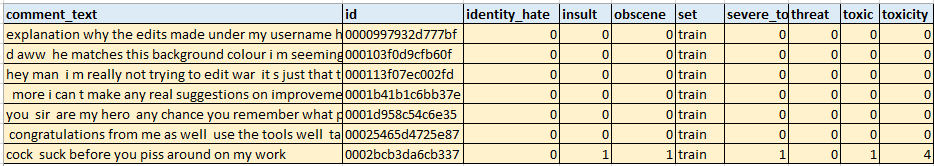 comment_text id identity_hate insult obscene set severe_to threat toxic toxicity
explanation why the edits made under my username h 0000997932d777bf 0 0 0 train 0 0 0 0
d aww he matches this background colour i m seeming 000103f0d9cfb60f 0 0 0 train 0 0 0 0
hey man i m really not trying to edit war it s just that t 000113f07ec002fd 0 0 0 train 0 0 0 0
more i can t make any real suggestions on improveme 0001b41b1c6bb37e 0 0 0 train 0 0 0 0
you sir are my hero any chance you remember what p 0001d958c54c6e35 0 0 0 train 0 0 0 0
congratulations from me as well use the tools well ta 00025465d4725e87 0 0 0 train 0 0 0 0
cock suck before you piss around on my work 0002bcb3da6cb337 0 1 1 train 1 0 1 4